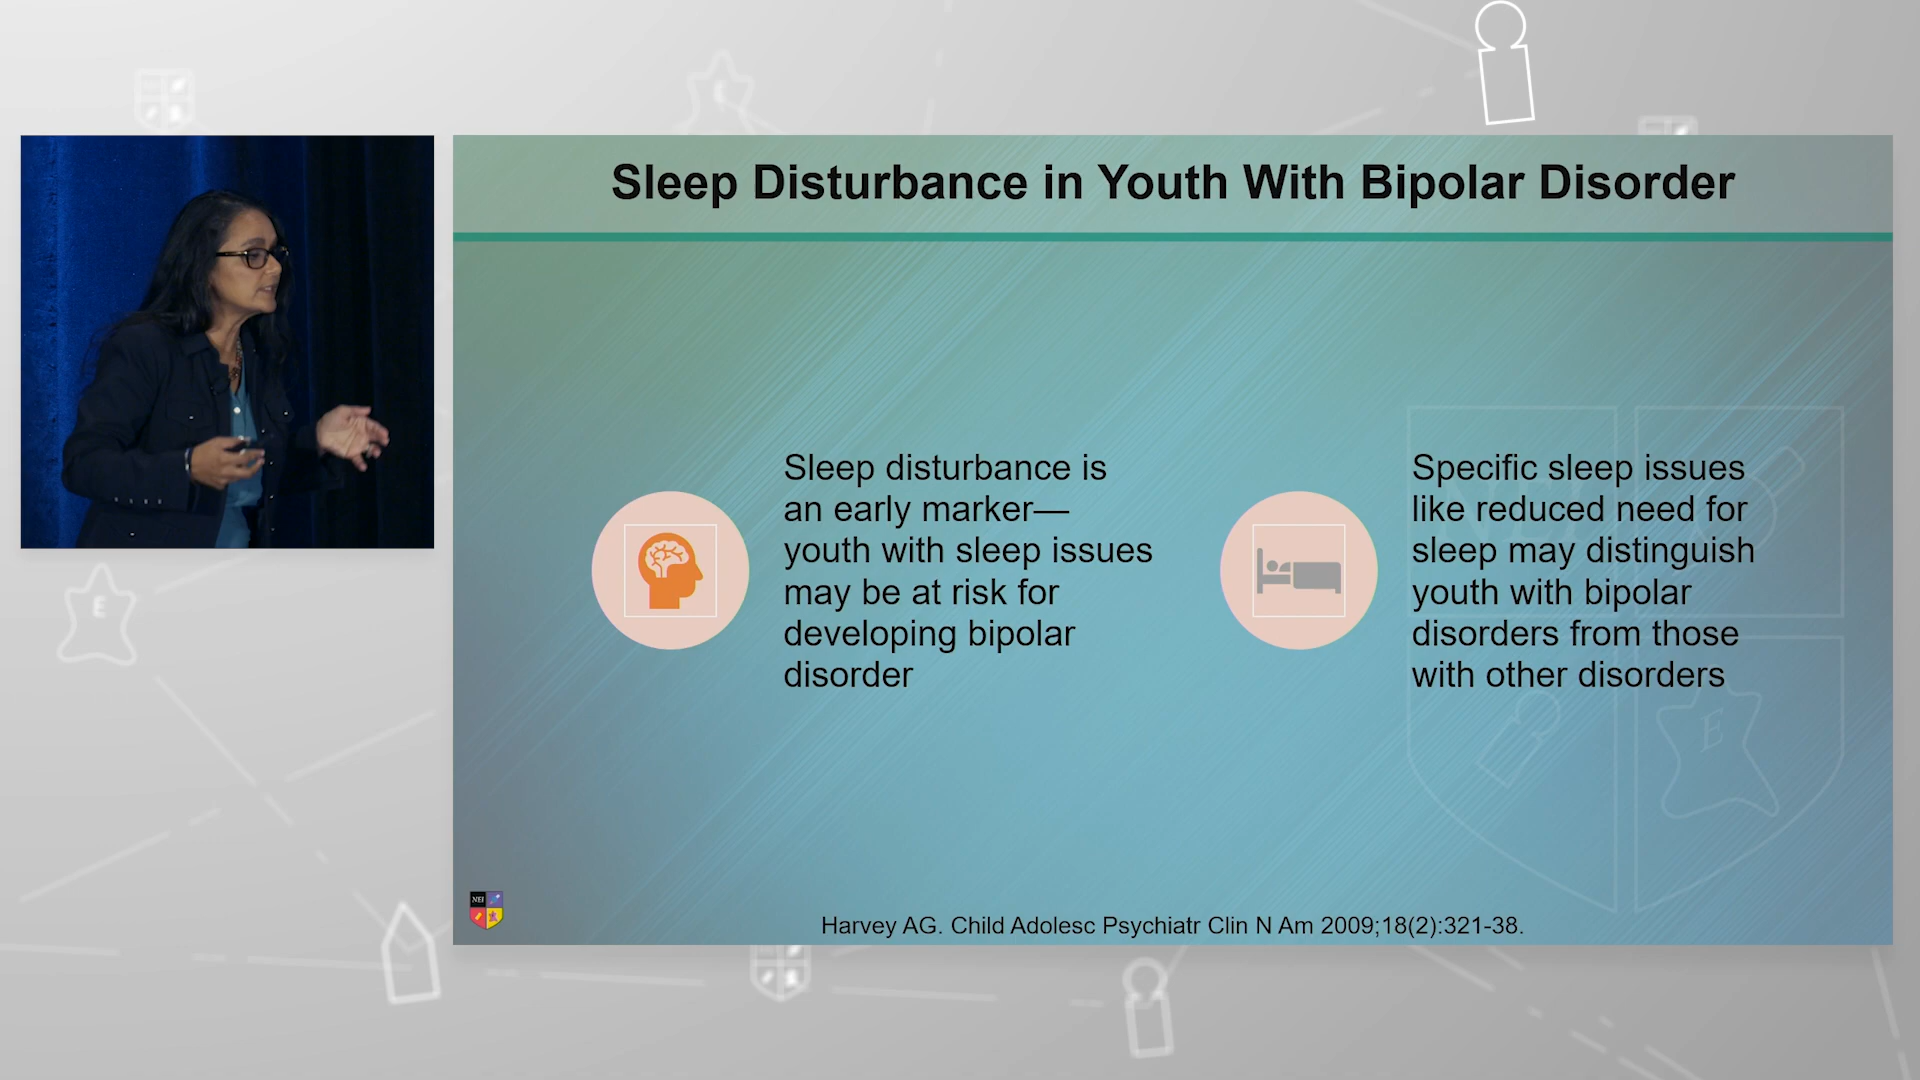 Sleep Disturbance in Youth With Bipolar Disorder
Sleep disturbance is
an early marker—
youth with sleep issues
may be at risk for
developing bipolar
disorder
Specific sleep issues
like reduced need for
sleep may distinguish
youth with bipolar
disorders from those
with other disorders
E
E
NEI
Harvey AG. Child Adolesc Psychiatr Clin N Am 2009;18(2):321-38.